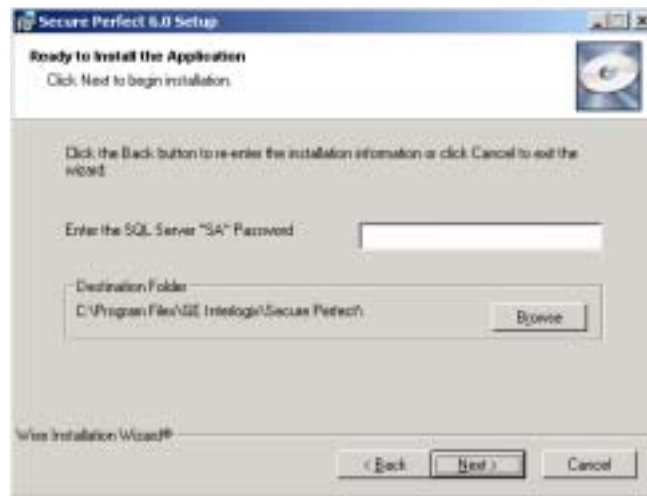 Secure Perfect 6.0 Setup
Ready to Install the Application
Click Next to begin installation.
Click the Back button to re-enter the installation information or click Cancel to exit the
wizard.
Enter the SQL Server "SA" Password
Destination Folder
C:\Program Files\GE Interlogix\Secure Perfect\
Browse
Wise Installation Wizard®
< Back
Next >
Cancel